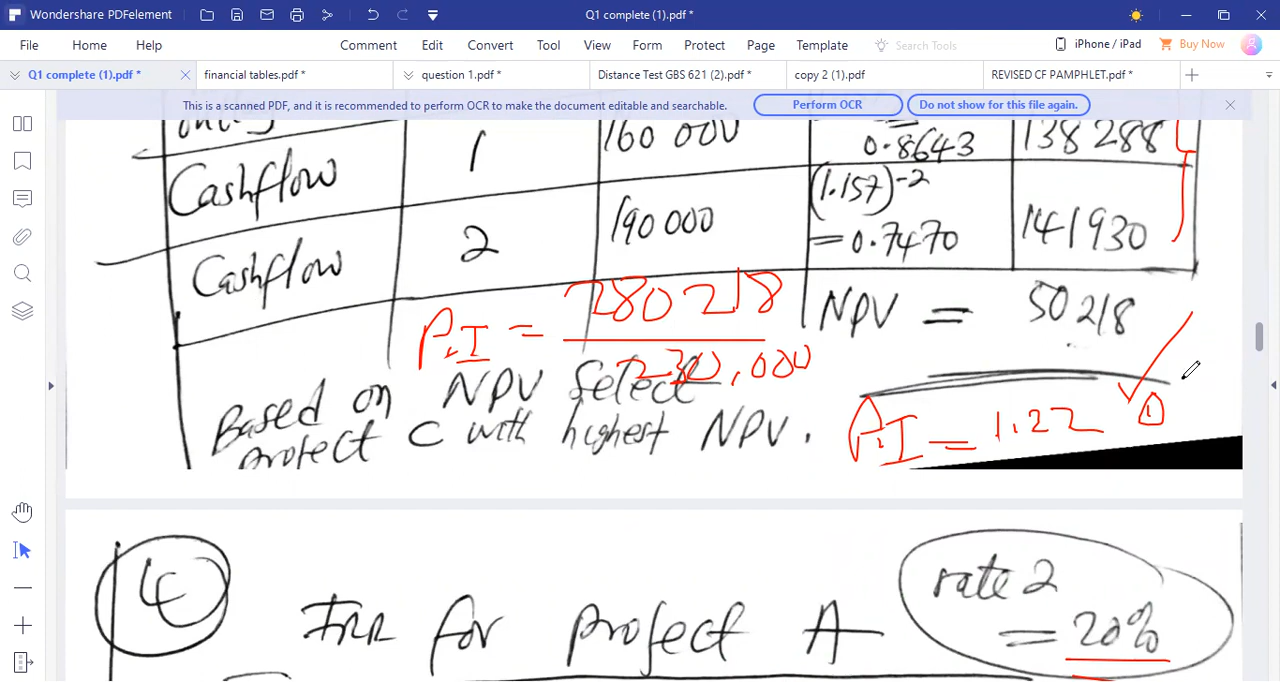 Wondershare PDFelement
Q1 complete (1).pdf *
File Home Help
Comment Edit Convert Tool View Form Protect Page Template Search Tools
iPhone / iPad Buy Now
Q1 complete (1).pdf * financial tables.pdf * question 1.pdf * Distance Test GBS 621 (2).pdf * copy 2 (1).pdf REVISED CF PAMPHLET.pdf *
This is a scanned PDF, and it is recommended to perform OCR to make the document editable and searchable. Perform OCR Do not show for this file again.
Cashflow 1 160 000 0.8643 138 288
Cashflow 2 190 000 (1.157)-2 = 0.7470 141 930
P.I = 280 218 / 230,000
NPV = 50 218
Based on NPV Select
project C with highest NPV.
P.I = 1.22 ✓ 1
4 IRR for project A
rate 2
= 20%